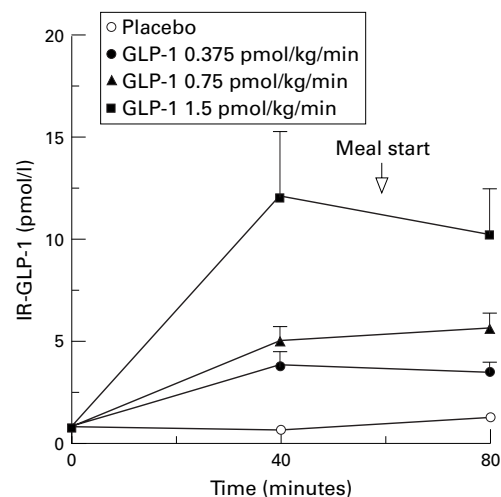 Placebo
GLP-1 0.375 pmol/kg/min
GLP-1 0.75 pmol/kg/min
GLP-1 1.5 pmol/kg/min
Meal start
IR-GLP-1 (pmol/l)
20
15
10
5
0
0
40
80
Time (minutes)